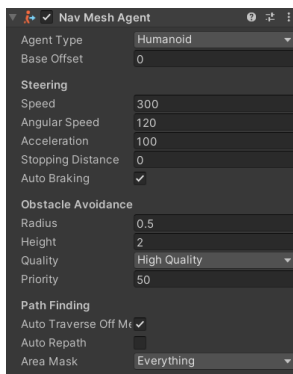 Nav Mesh Agent
Agent Type Humanoid
Base Offset 0
Steering
Speed 300
Angular Speed 120
Acceleration 100
Stopping Distance 0
Auto Braking
Obstacle Avoidance
Radius 0.5
Height 2
Quality High Quality
Priority 50
Path Finding
Auto Traverse Off Me
Auto Repath
Area Mask Everything